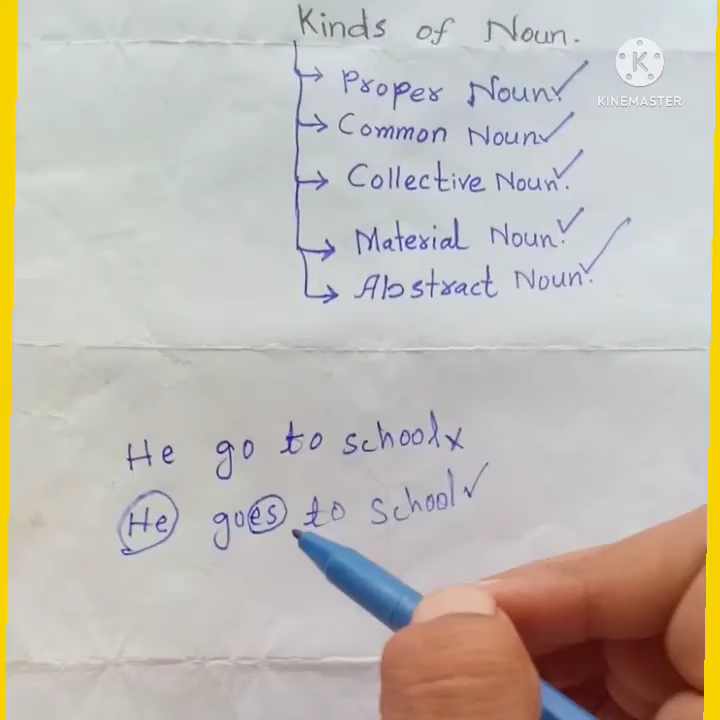 Kinds of Noun.
KINEMASTER
Proper Noun✓
Common Noun✓
Collective Noun.✓
Material Noun.✓
Abstract Noun.✓
He go to school x
He goes to school ✓